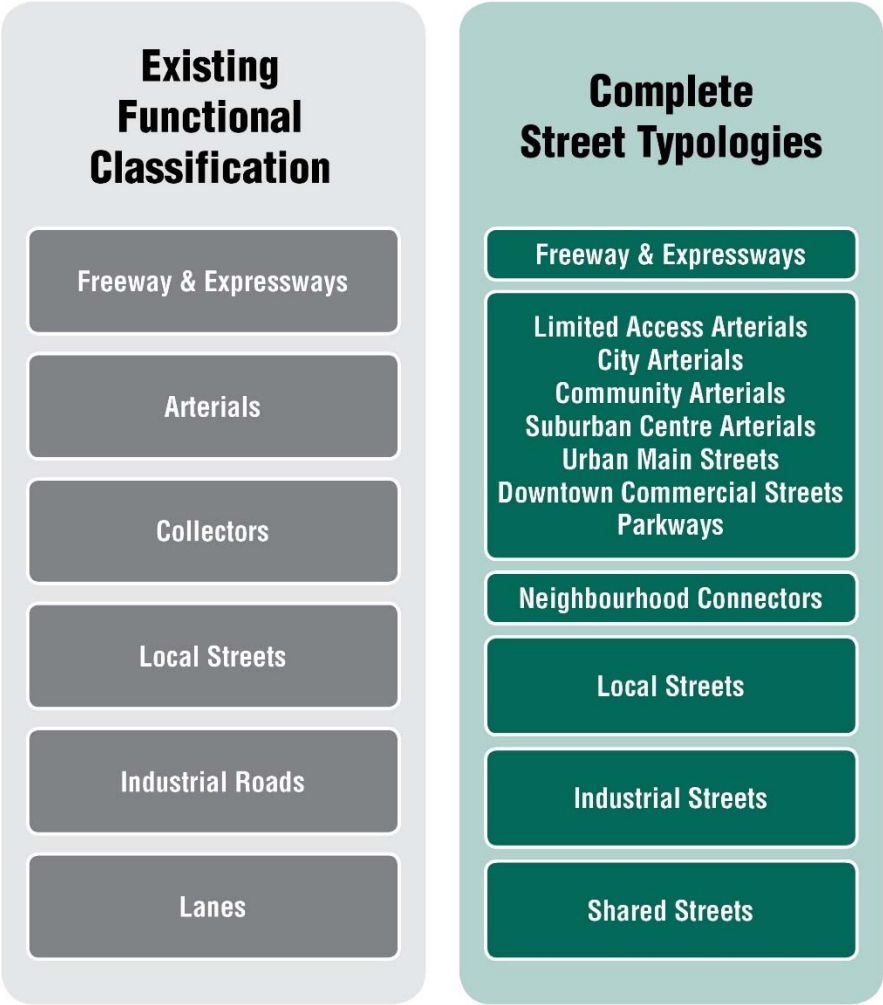 Existing
Functional
Classification
Freeway & Expressways
Arterials
Collectors
Local Streets
Industrial Roads
Lanes
Complete
Street Typologies
Freeway & Expressways
Limited Access Arterials
City Arterials
Community Arterials
Suburban Centre Arterials
Urban Main Streets
Downtown Commercial Streets
Parkways
Neighbourhood Connectors
Local Streets
Industrial Streets
Shared Streets